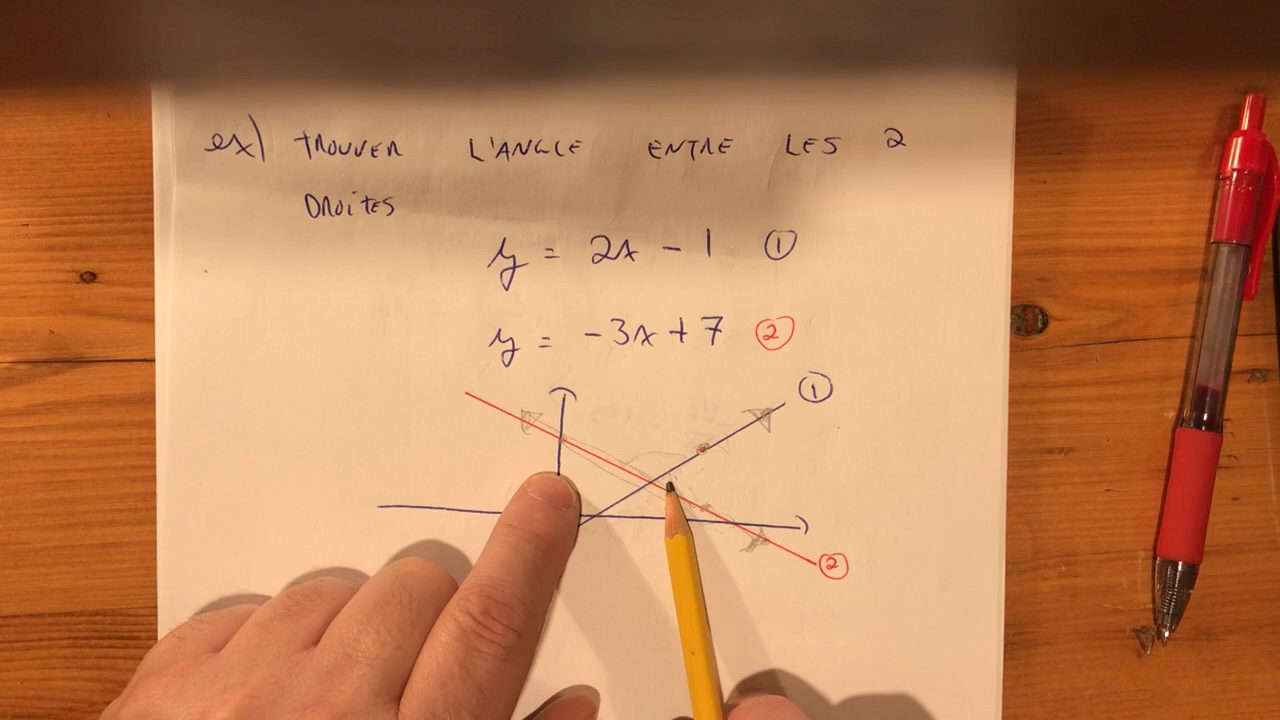 ex) TROUVER L'ANGLE ENTRE LES 2
DROITES
y = 2x - 1 ①
y = -3x + 7 ②
①
②